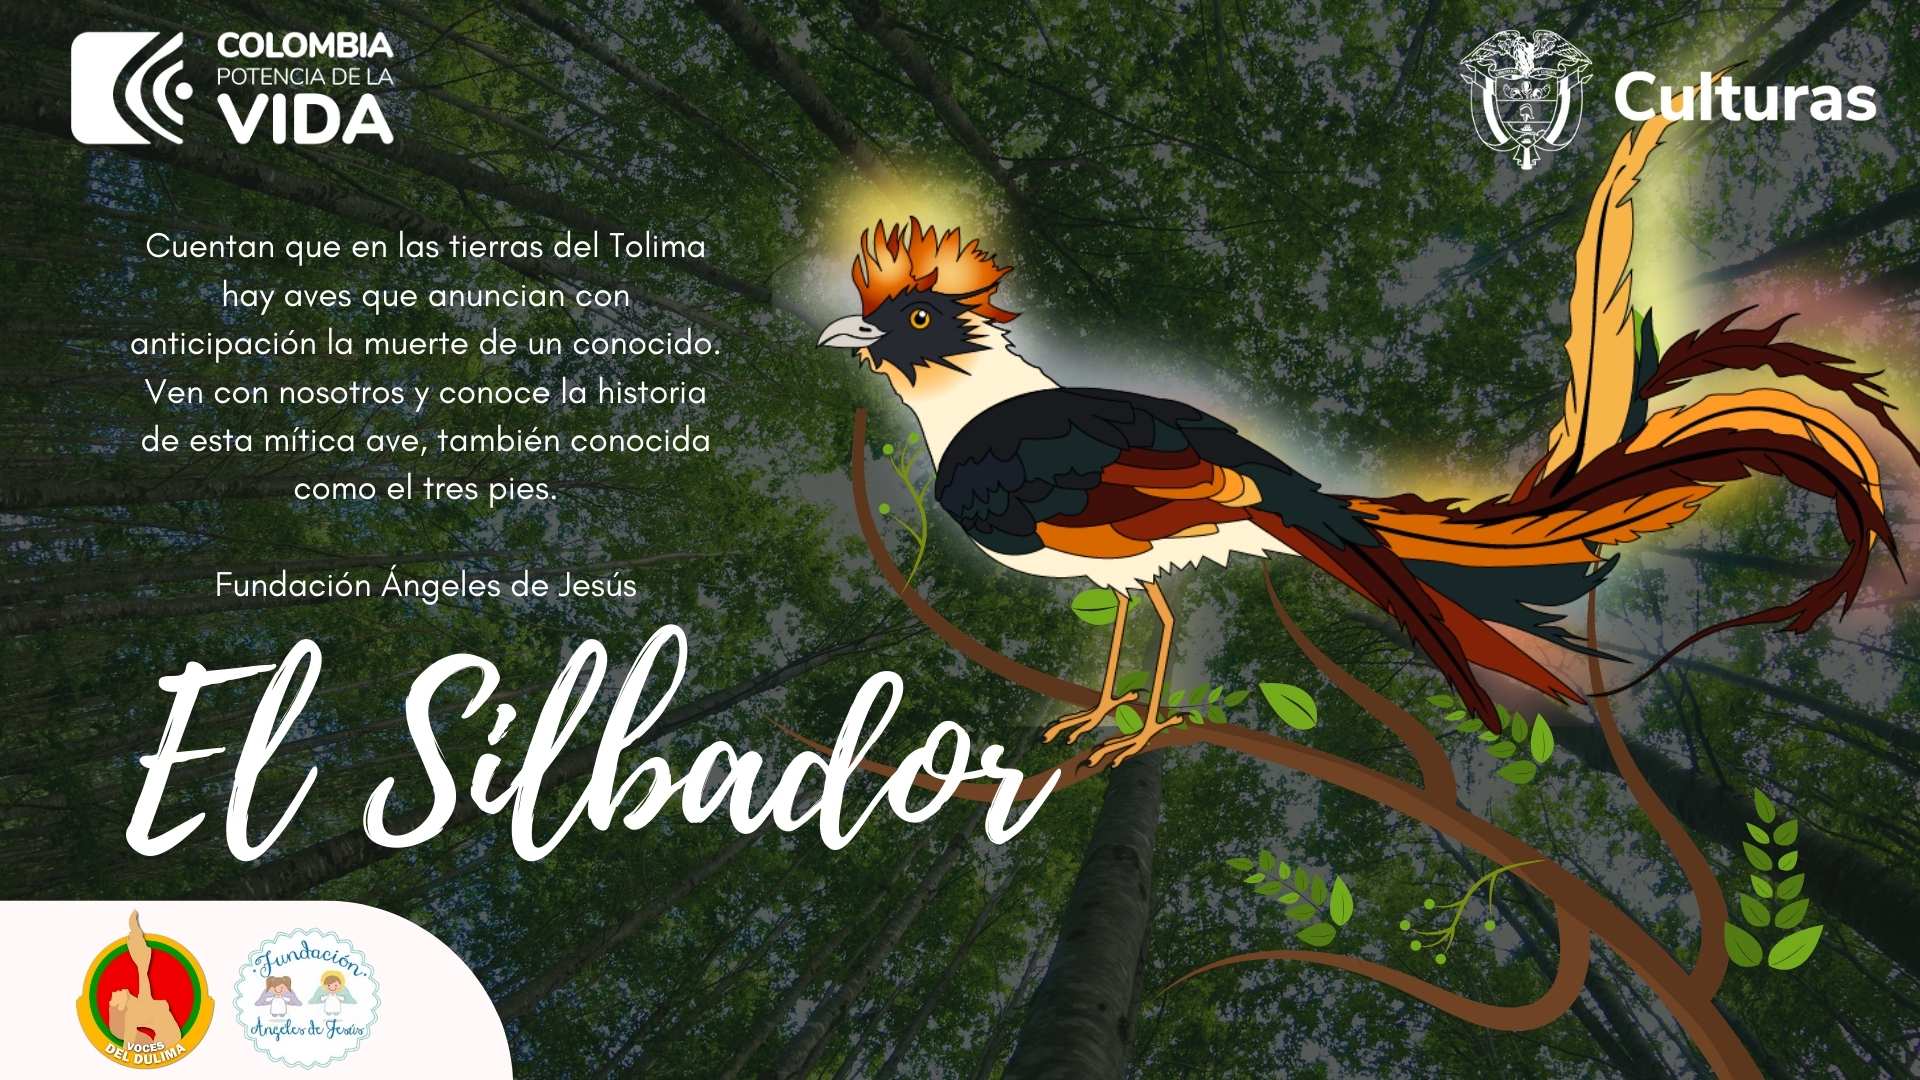 COLOMBIA
POTENCIA DE LA
VIDA
Culturas
Cuentan que en las tierras del Tolima
hay aves que anuncian con
anticipación la muerte de un conocido.
Ven con nosotros y conoce la historia
de esta mítica ave, también conocida
como el tres pies.
Fundación Ángeles de Jesús
El Silbador
VOCES
DEL DULIMA
Fundación
Angeles de Jesús